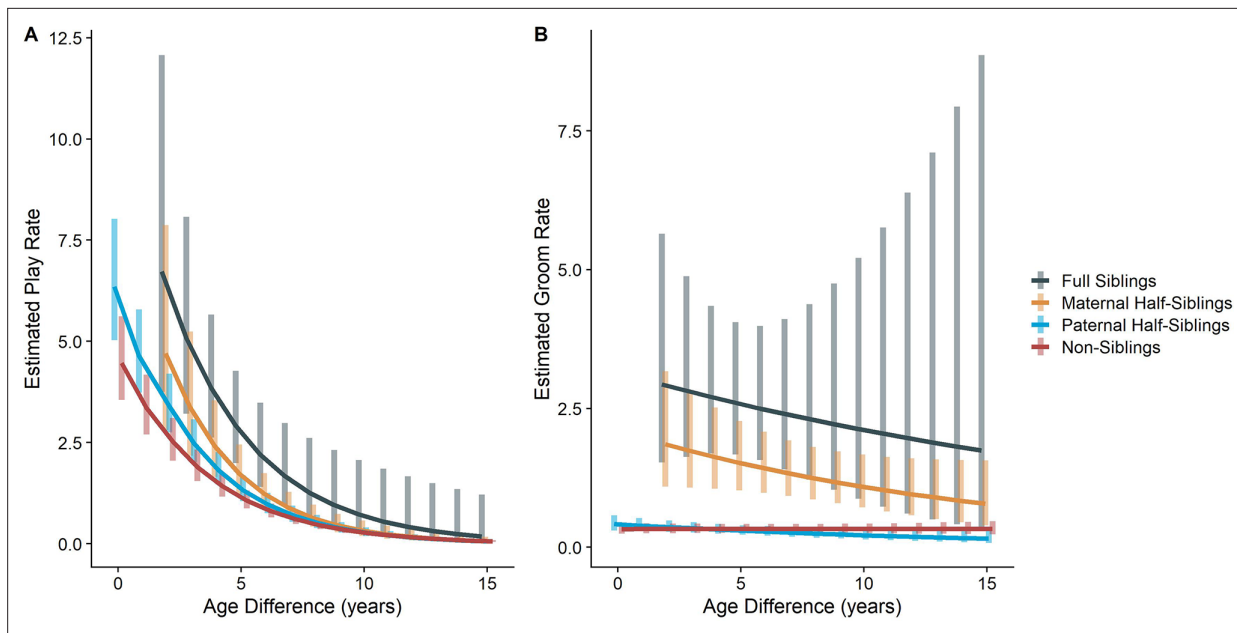 A
12.5
10.0
7.5
5.0
2.5
0.0
Estimated Play Rate
0
5
10
15
Age Difference (years)
B
7.5
5.0
2.5
0.0
Estimated Groom Rate
0
5
10
15
Age Difference (years)
Full Siblings
Maternal Half-Siblings
Paternal Half-Siblings
Non-Siblings